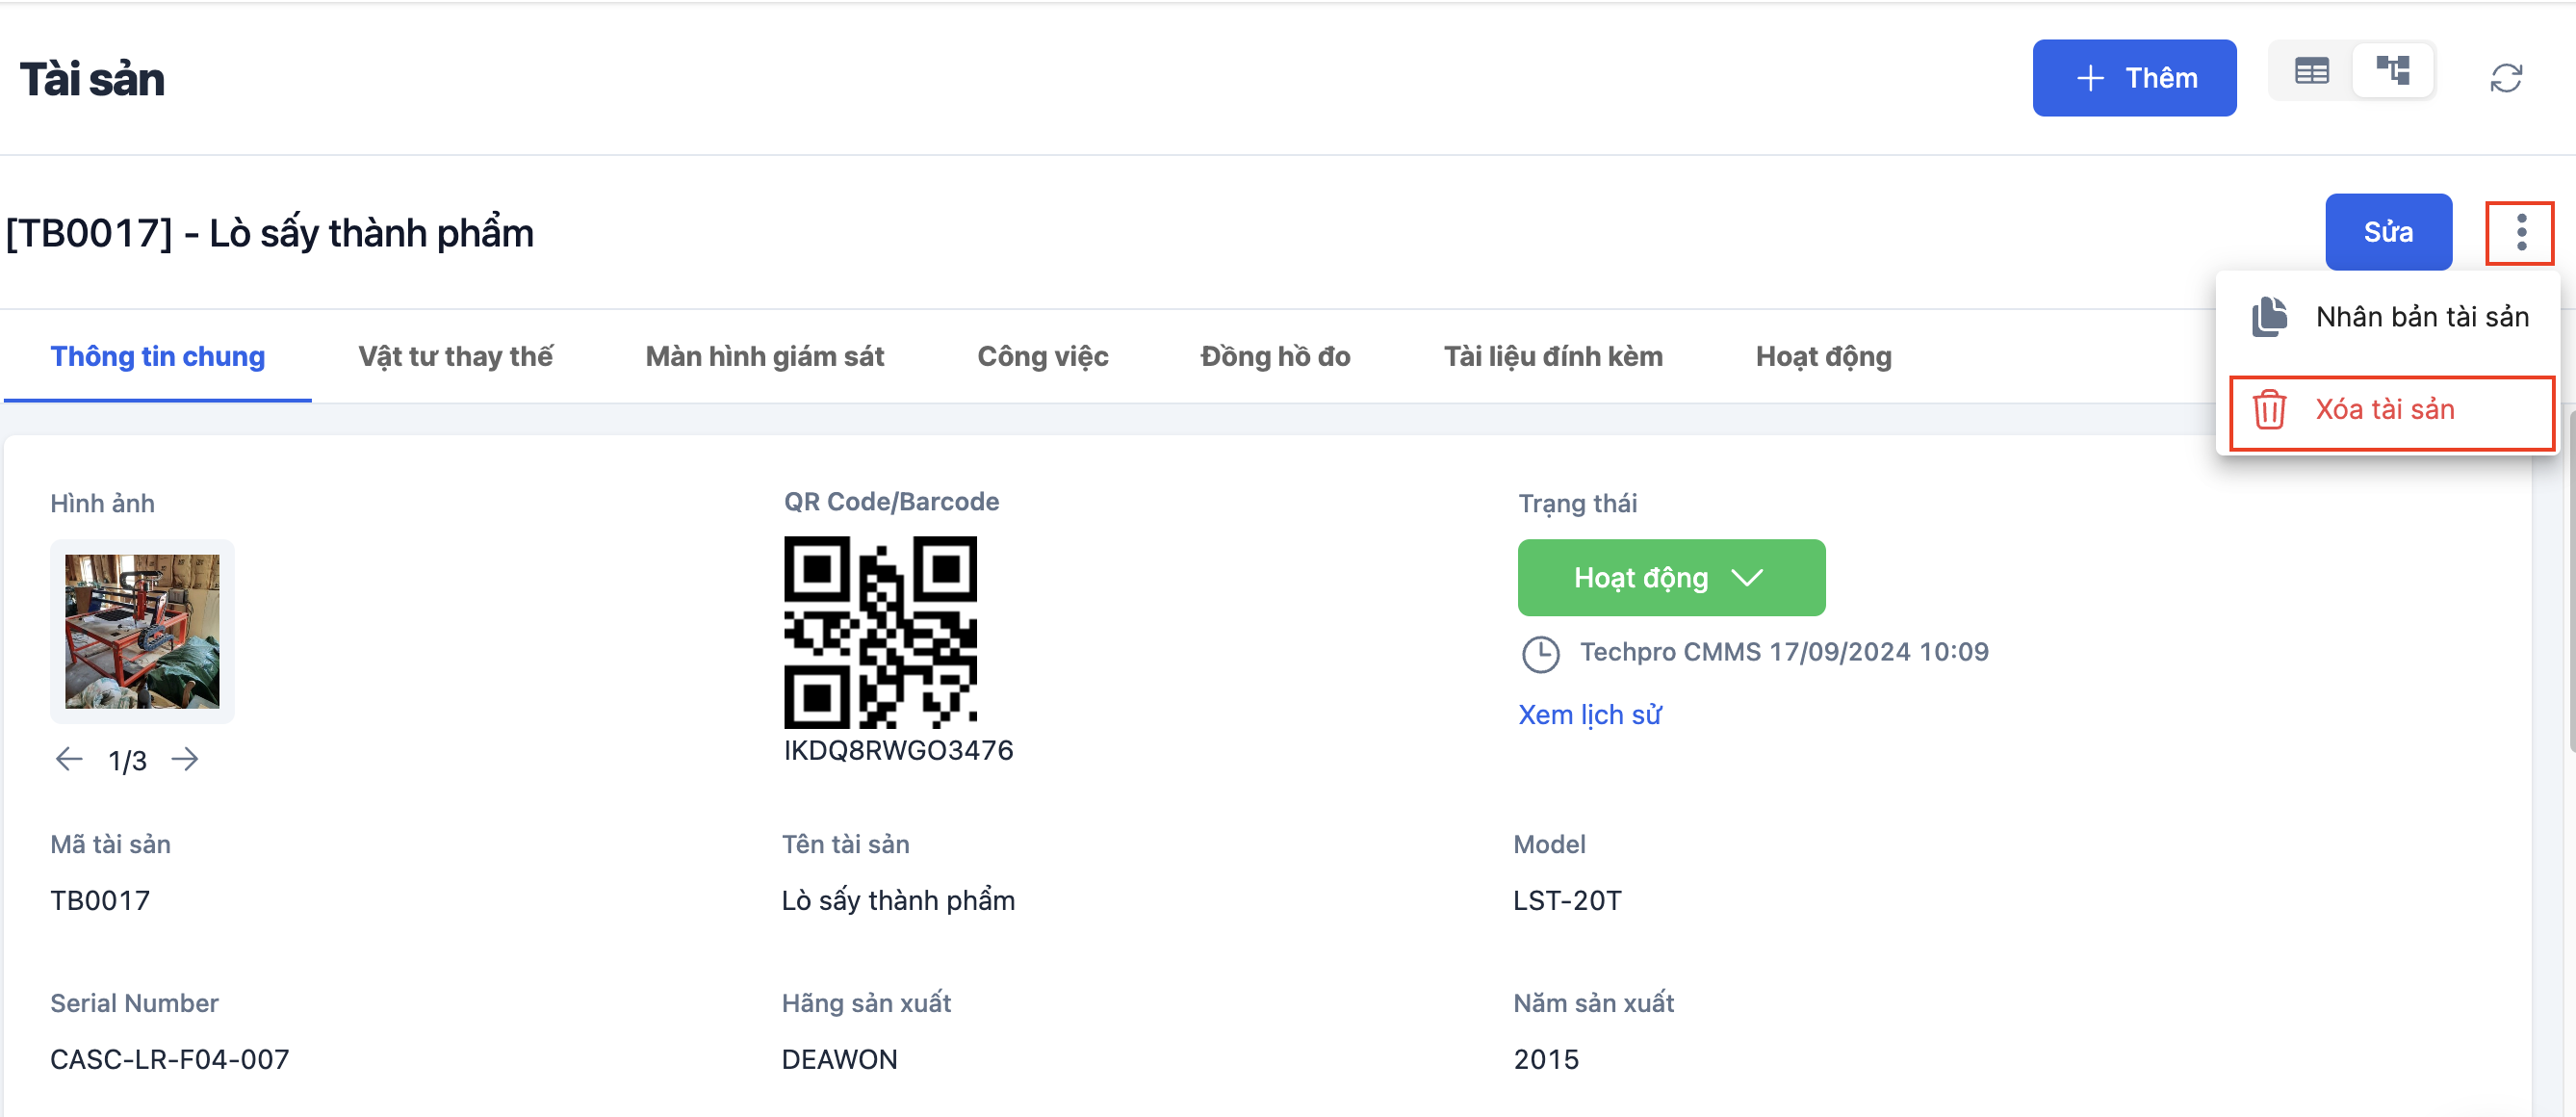 Tài sản
Thêm
[TB0017] - Lò sấy thành phẩm
Sửa
Nhân bản tài sản
Xóa tài sản
Thông tin chung
Vật tư thay thế
Màn hình giám sát
Công việc
Đồng hồ đo
Tài liệu đính kèm
Hoạt động
Hình ảnh
QR Code/Barcode
Trạng thái
Hoạt động
Techpro CMMS 17/09/2024 10:09
Xem lịch sử
IKDQ8RWGO3476
1/3
Mã tài sản
Tên tài sản
Model
TB0017
Lò sấy thành phẩm
LST-20T
Serial Number
Hãng sản xuất
Năm sản xuất
CASC-LR-F04-007
DEAWON
2015